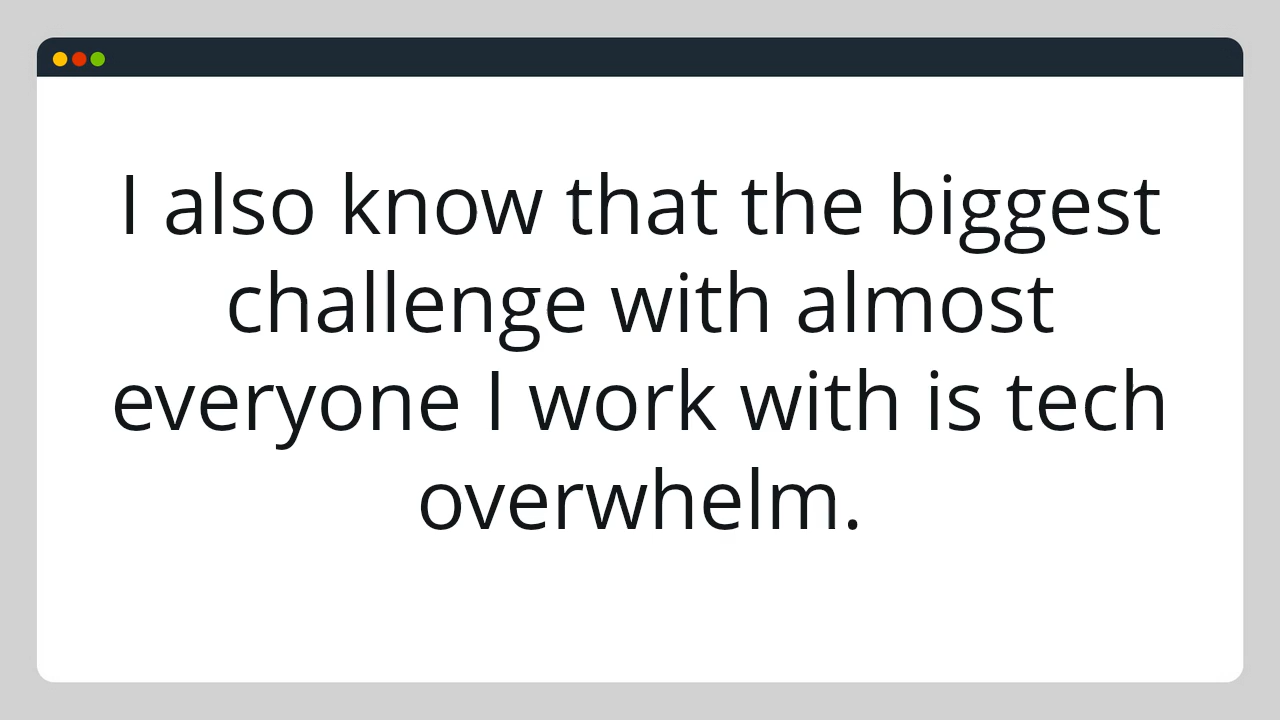 I also know that the biggest
challenge with almost
everyone I work with is tech
overwhelm.